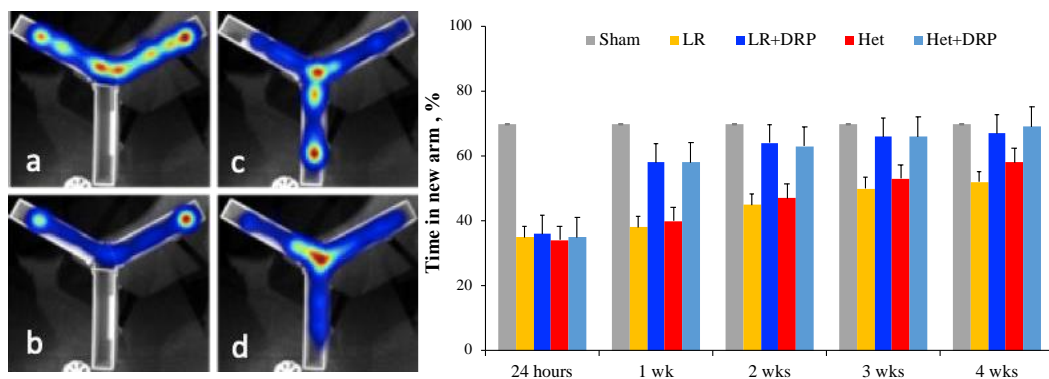 a
c
b
d
Sham LR LR+DRP Het Het+DRP
Time in new arm , %
100
80
60
40
20
0
24 hours 1 wk 2 wks 3 wks 4 wks